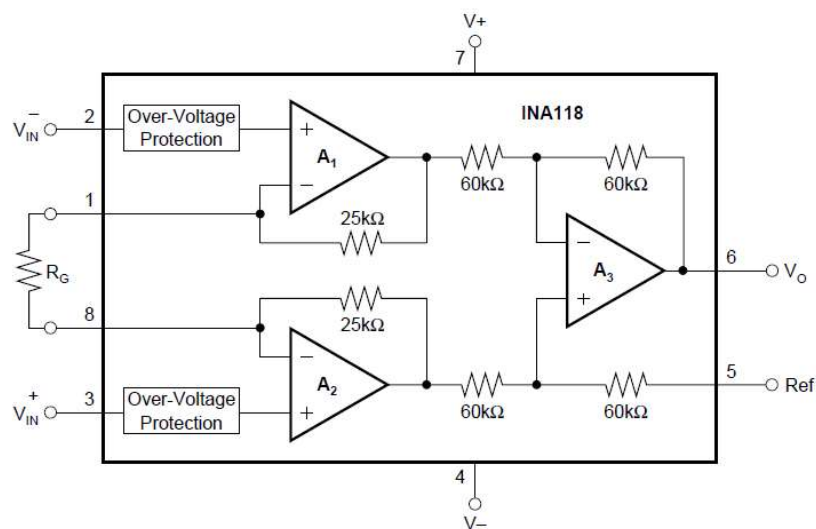 V+
7
INA118
V−IN
2
Over-Voltage
Protection
+
A1
−
60kΩ
60kΩ
1
25kΩ
RG
−
A3
+
6
VO
8
25kΩ
−
A2
+
V+IN
3
Over-Voltage
Protection
60kΩ
60kΩ
5
Ref
4
V–